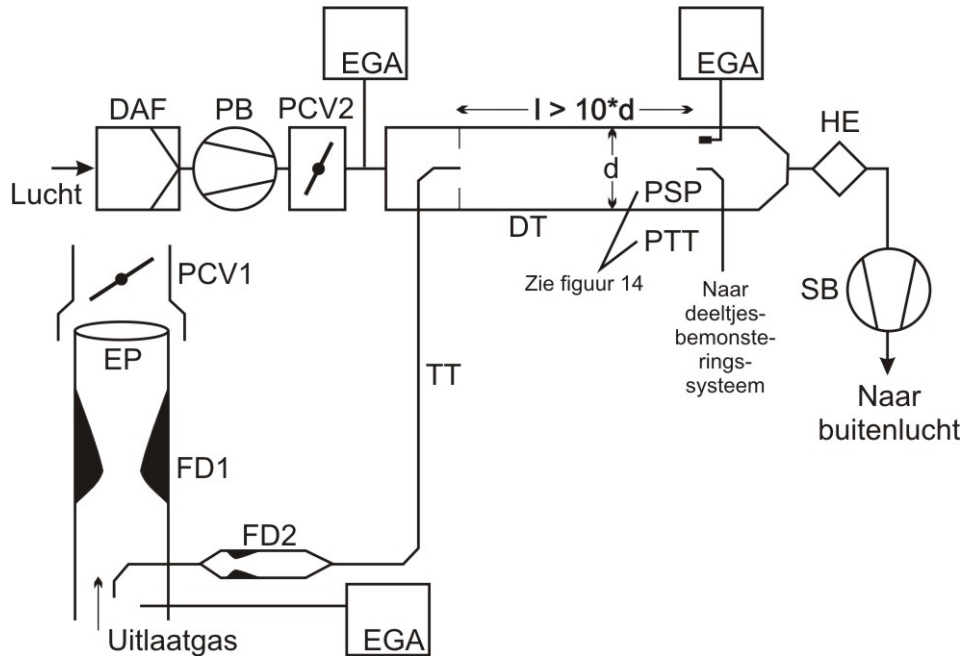 EGA
EGA
DAF
PB
PCV2
l > 10*d
HE
Lucht
d
PSP
DT
PTT
PCV1
Zie figuur 14
SB
Naar
deeltjes-
bemonste-
rings-
systeem
EP
TT
Naar
buitenlucht
FD1
FD2
Uitlaatgas
EGA